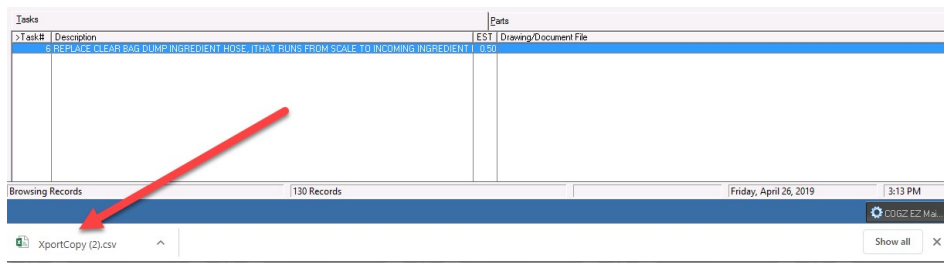 Tasks
Parts
>Task# Description EST Drawing/Document File
6 REPLACE CLEAR BAG DUMP INGREDIENT HOSE, (THAT RUNS FROM SCALE TO INCOMING INGREDIENT 0.50
Browsing Records 130 Records Friday, April 26, 2019 3:13 PM
COGZ EZ Mai...
XportCopy (2).csv Show all